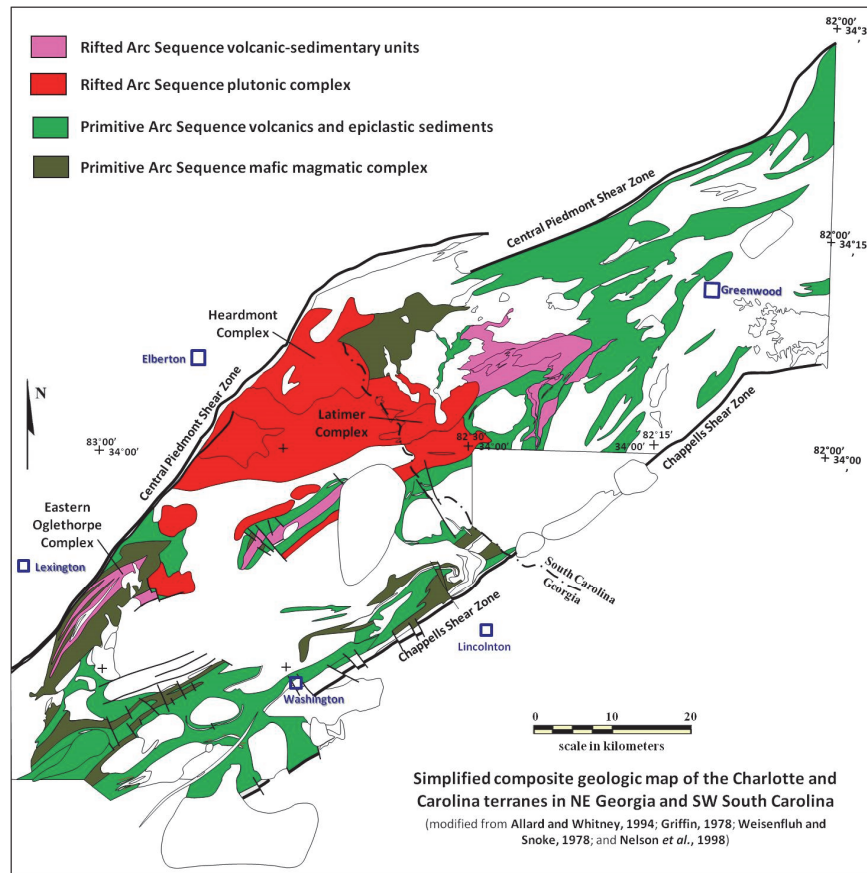 Rifted Arc Sequence volcanic-sedimentary units
Rifted Arc Sequence plutonic complex
Primitive Arc Sequence volcanics and epiclastic sediments
Primitive Arc Sequence mafic magmatic complex
82°00'
34°3
Central Piedmont Shear Zone
82°00'
34°15
Greenwood
Heardmont
Complex
Elberton
N
Central Piedmont Shear Zone
Latimer
Complex
83°00'
34°00'
82°30
34°00'
82°15
34°00'
82°00'
34°00'
Chappells Shear Zone
Eastern
Oglethorpe
Complex
Lexington
South Carolina
Georgia
Chappells Shear Zone
Lincolnton
Washington
0 10 20
scale in kilometers
Simplified composite geologic map of the Charlotte and
Carolina terranes in NE Georgia and SW South Carolina
(modified from Allard and Whitney, 1994; Griffin, 1978; Weisenfluh and
Snoke, 1978; and Nelson et al., 1998)